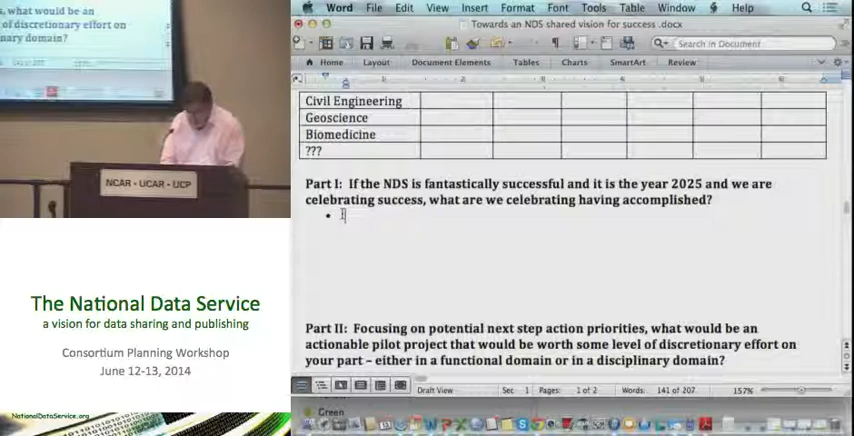 s, what would be an
of discretionary effort on
nary domain?
NCAR - UCAR - UCP
The National Data Service
a vision for data sharing and publishing
Consortium Planning Workshop
June 12-13, 2014
NationalDataService.org
Word File Edit View Insert Format Font Tools Table Window Help
Towards an NDS shared vision for success .docx
Search in Document
Home Layout Document Elements Tables Charts SmartArt Review
Civil Engineering
Geoscience
Biomedicine
???
Part I: If the NDS is fantastically successful and it is the year 2025 and we are
celebrating success, what are we celebrating having accomplished?
Part II: Focusing on potential next step action priorities, what would be an
actionable pilot project that would be worth some level of discretionary effort on
your part – either in a functional domain or in a disciplinary domain?
Draft View Sec 1 Pages: 1 of 2 Words: 141 of 207 157%
Green